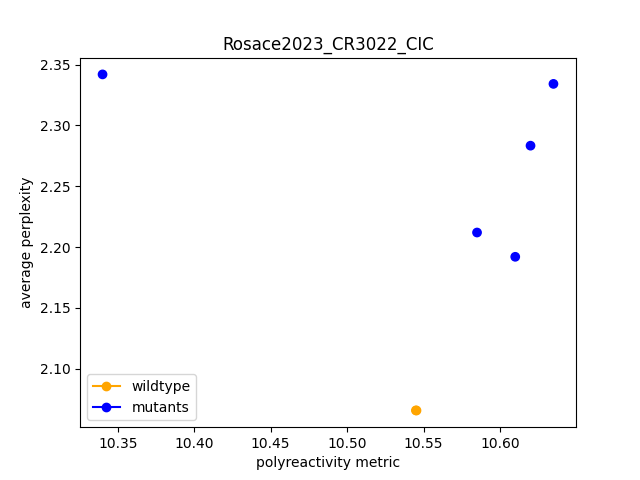 Rosace2023_CR3022_CIC
2.35
2.30
2.25
2.20
2.15
2.10
average perplexity
wildtype
mutants
10.35 10.40 10.45 10.50 10.55 10.60
polyreactivity metric